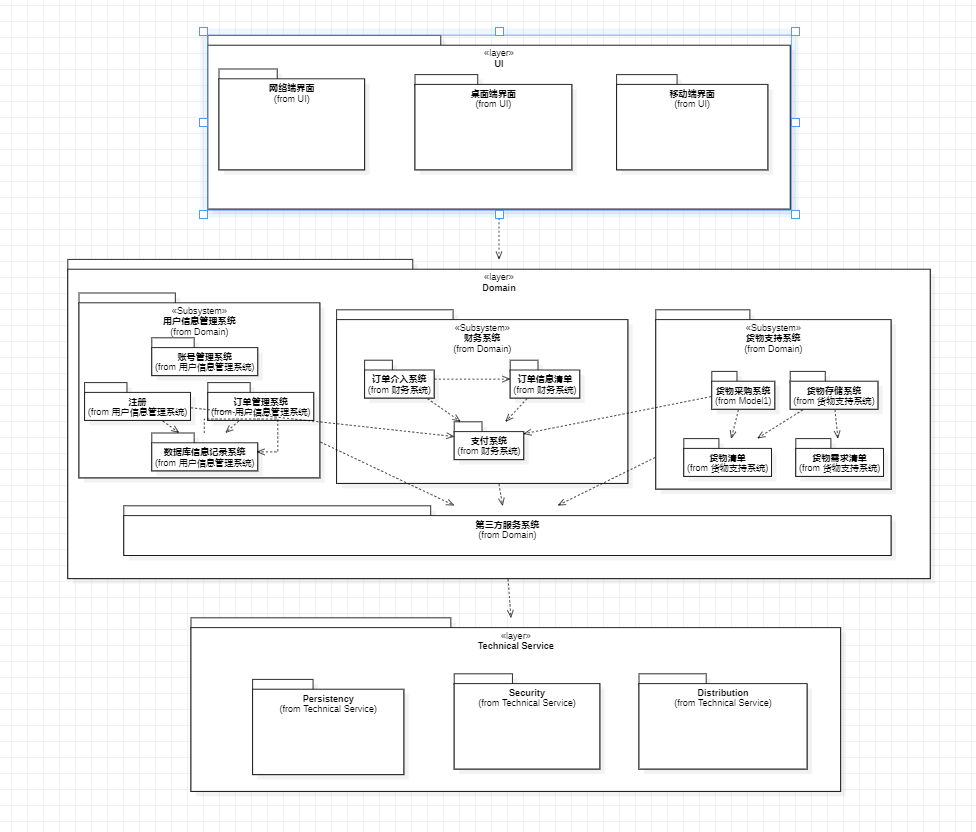 «layer»
UI
网络端界面
(from UI)
桌面端界面
(from UI)
移动端界面
(from UI)
«layer»
Domain
«Subsystem»
用户信息管理系统
(from Domain)
账号管理系统
(from 用户信息管理系统)
注册
(from 用户信息管理系统)
订单管理系统
(from 用户信息管理系统)
数据库信息记录系统
(from 用户信息管理系统)
«Subsystem»
财务系统
(from Domain)
订单介入系统
(from 财务系统)
订单信息清单
(from 财务系统)
支付系统
(from 财务系统)
«Subsystem»
货物支持系统
(from Domain)
货物采购系统
(from Model1)
货物存储系统
(from 货物支持系统)
货物清单
(from 货物支持系统)
货物需求清单
(from 货物支持系统)
第三方服务系统
(from Domain)
«layer»
Technical Service
Persistency
(from Technical Service)
Security
(from Technical Service)
Distribution
(from Technical Service)